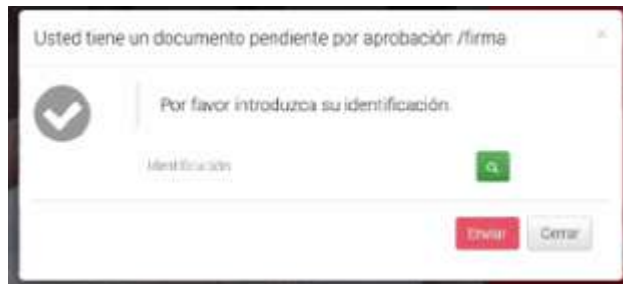 Usted tiene un documento pendiente por aprobación /firma
Por favor introduzca su identificación
Identificación
Enviar Cerrar